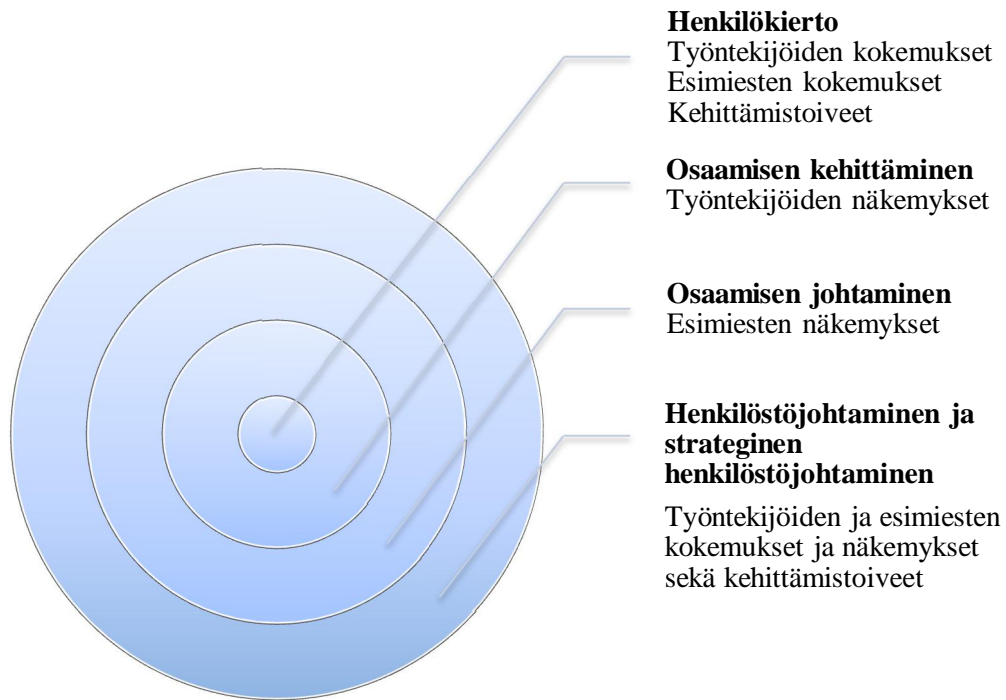 Henkilökierto
Työntekijöiden kokemukset
Esimiesten kokemukset
Kehittämistoiveet
Osaamisen kehittäminen
Työntekijöiden näkemykset
Osaamisen johtaminen
Esimiesten näkemykset
Henkilöstöjohtaminen ja
strateginen
henkilöstöjohtaminen
Työntekijöiden ja esimiesten
kokemukset ja näkemykset
sekä kehittämistoiveet